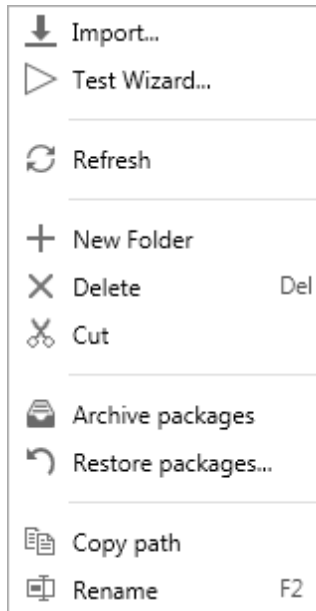 Import...
Test Wizard...
Refresh
New Folder
Delete Del
Cut
Archive packages
Restore packages...
Copy path
Rename F2